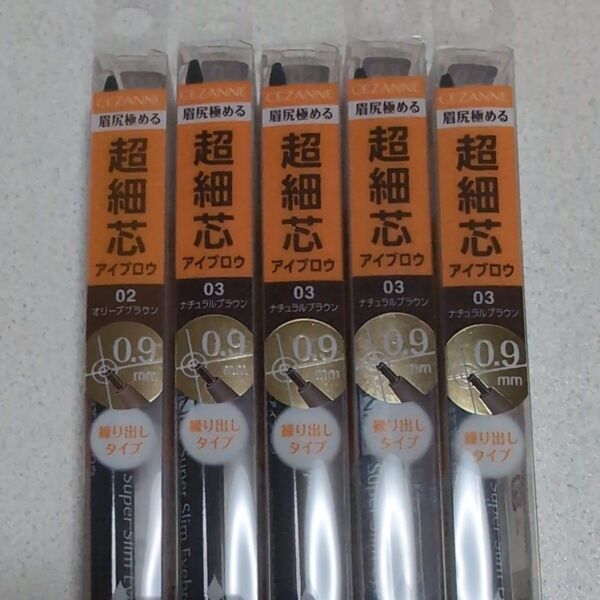 CEZANNE
眉尻極める
超細芯
アイブロウ
02
オリーブブラウン
0.9
mm
繰り出し
タイプ
Super Slim
CEZANNE
眉尻極める
超細芯
アイブロウ
03
ナチュラルブラウン
0.9
mm
繰り出し
タイプ
Super Slim Eyebr
CEZANNE
眉尻極める
超細芯
アイブロウ
03
ナチュラルブラウン
0.9
mm
繰り出し
タイプ
Super Slim
CEZANNE
眉尻極める
超細芯
アイブロウ
03
ナチュラルブラウン
0.9
mm
繰り出し
タイプ
Super Slim
CEZANNE
眉尻極める
超細芯
アイブロウ
03
ナチュラルブラウン
0.9
mm
繰り出し
タイプ
Super Slim